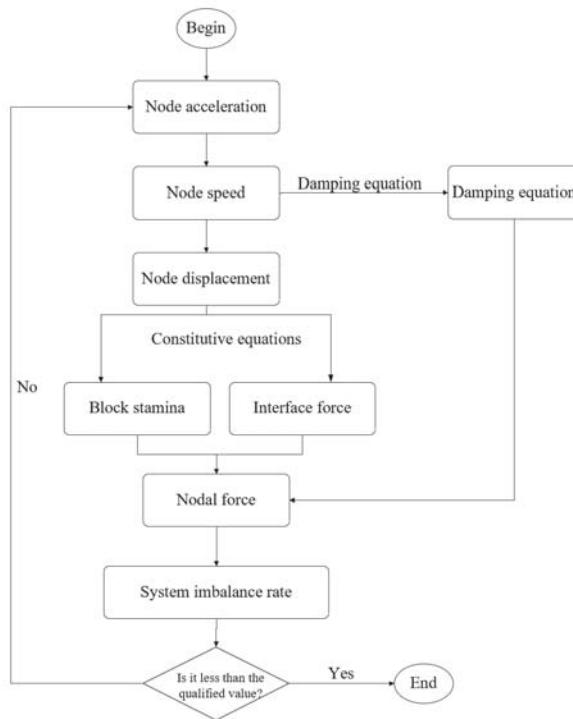 Begin
Node acceleration
Node speed
Damping equation
Damping equation
Node displacement
Constitutive equations
No
Block stamina
Interface force
Nodal force
System imbalance rate
Is it less than the
qualified value?
Yes
End